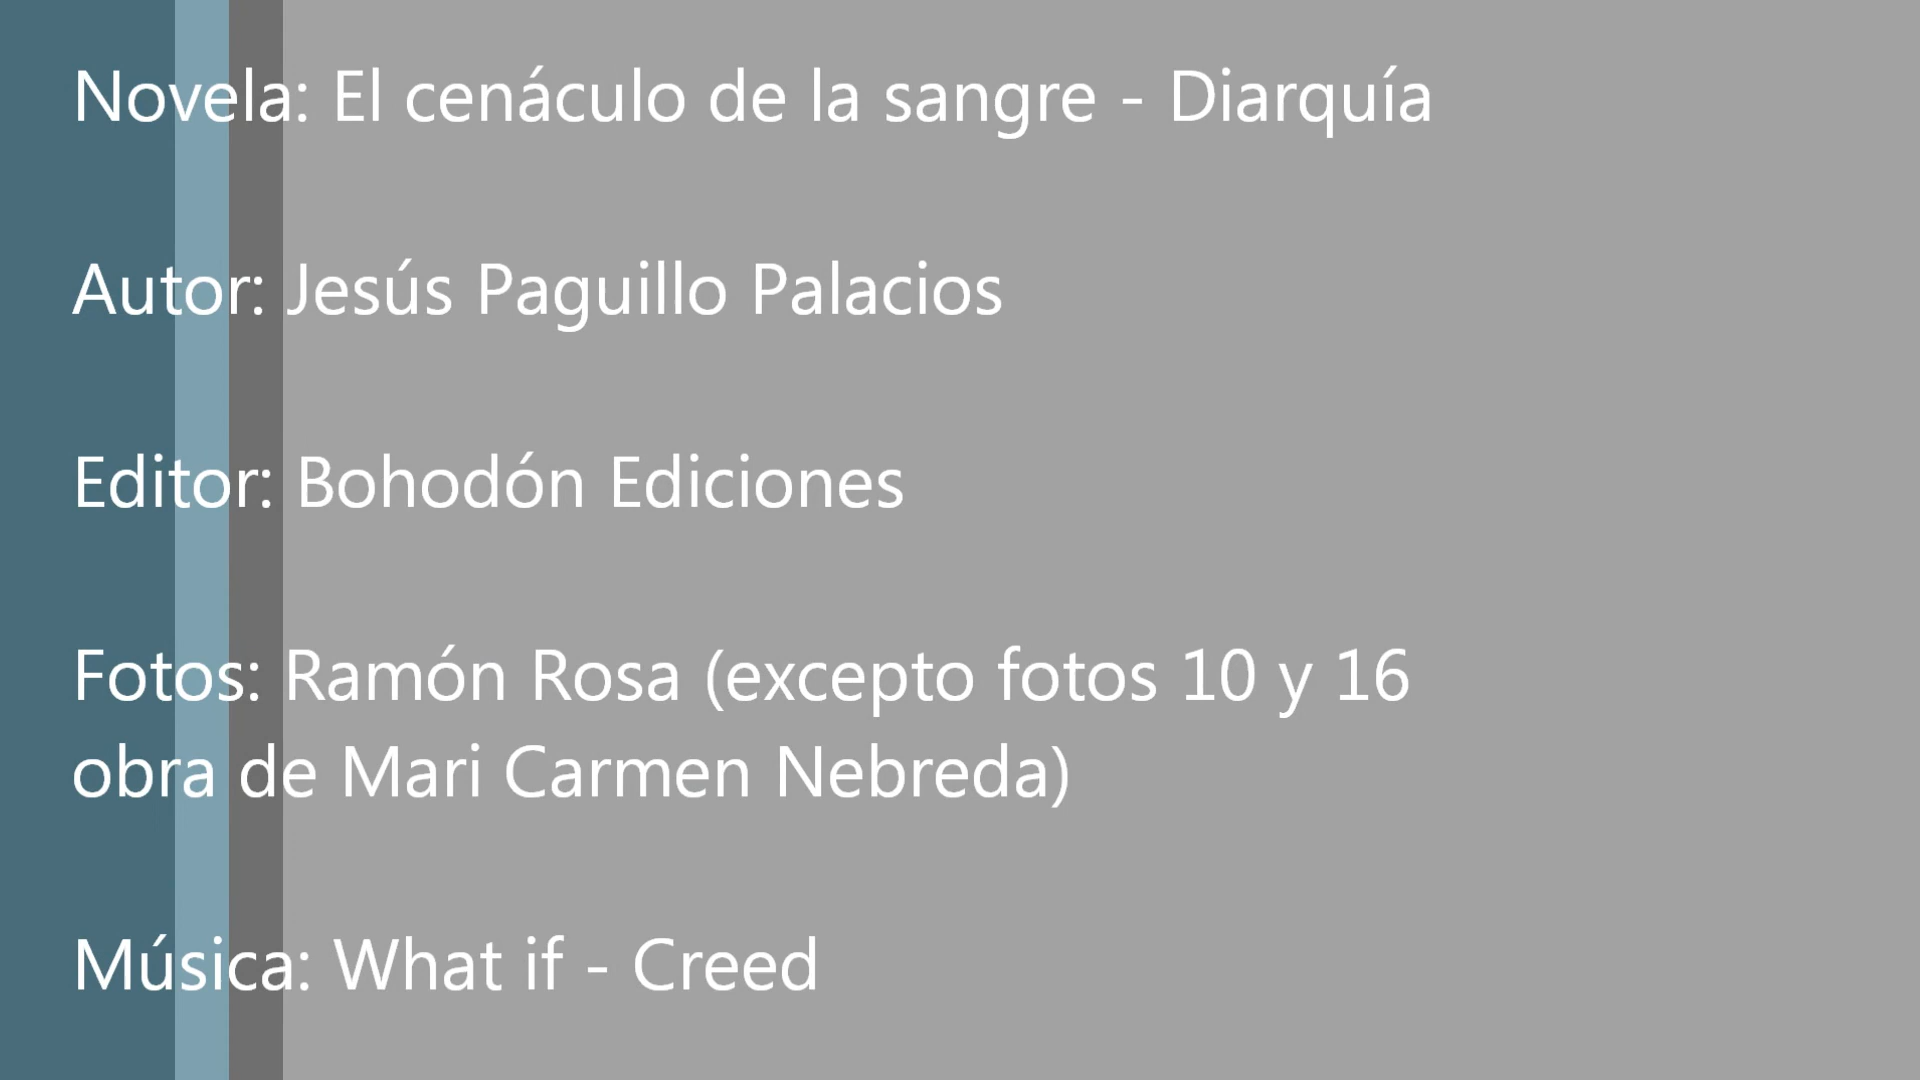 Novela: El cenáculo de la sangre - Diarquía
Autor: Jesús Paguillo Palacios
Editor: Bohodón Ediciones
Fotos: Ramón Rosa (excepto fotos 10 y 16
obra de Mari Carmen Nebreda)
Música: What if - Creed